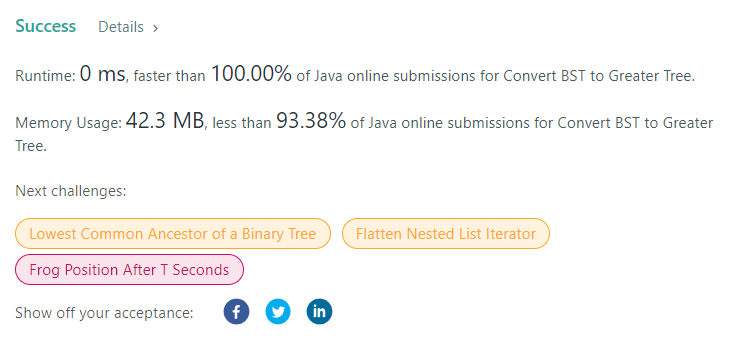 Success Details >
Runtime: 0 ms, faster than 100.00% of Java online submissions for Convert BST to Greater Tree.
Memory Usage: 42.3 MB, less than 93.38% of Java online submissions for Convert BST to Greater
Tree.
Next challenges:
Lowest Common Ancestor of a Binary Tree Flatten Nested List Iterator
Frog Position After T Seconds
Show off your acceptance: f in